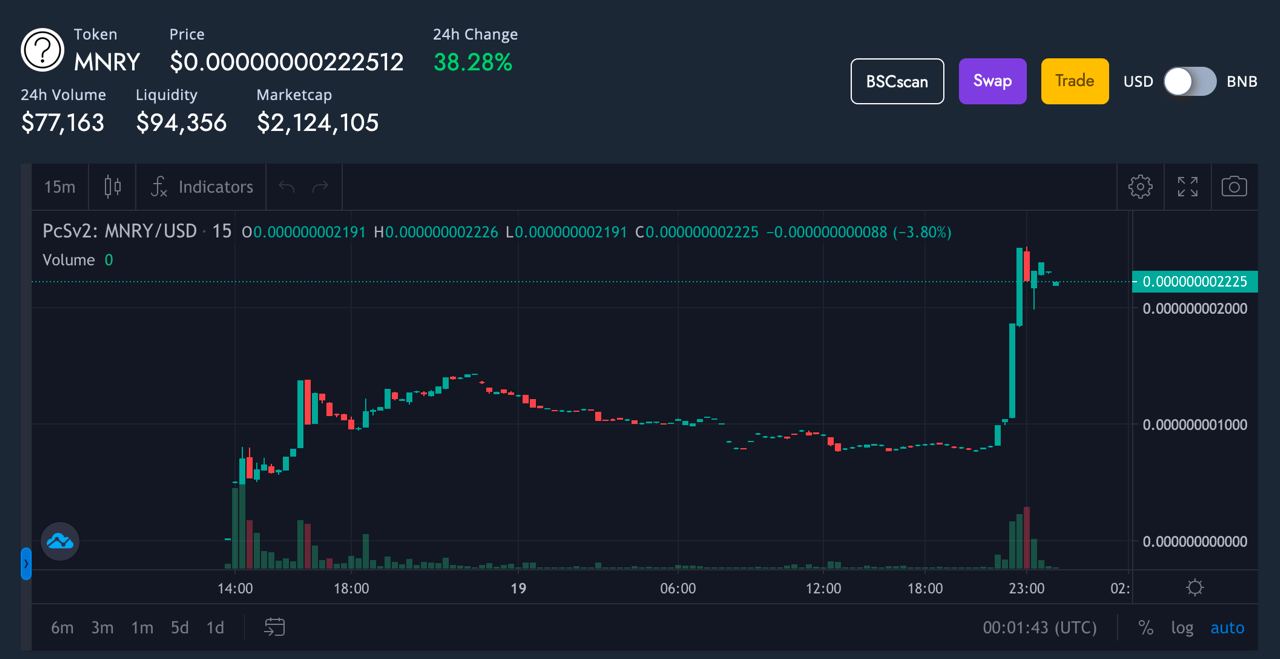 Token Price 24h Change
MNRY $0.00000000222512 38.28%
24h Volume Liquidity Marketcap
$77,163 $94,356 $2,124,105
BSCscan Swap Trade USD BNB
15m Indicators
PcSv2: MNRY/USD · 15 O0.000000002191 H0.000000002226 L0.000000002191 C0.000000002225 −0.000000000088 (−3.80%)
Volume 0
0.000000002225
0.000000002000
0.000000001000
0.000000000000
14:00 18:00 19 06:00 12:00 18:00 23:00 02:
6m 3m 1m 5d 1d 00:01:43 (UTC) % log auto